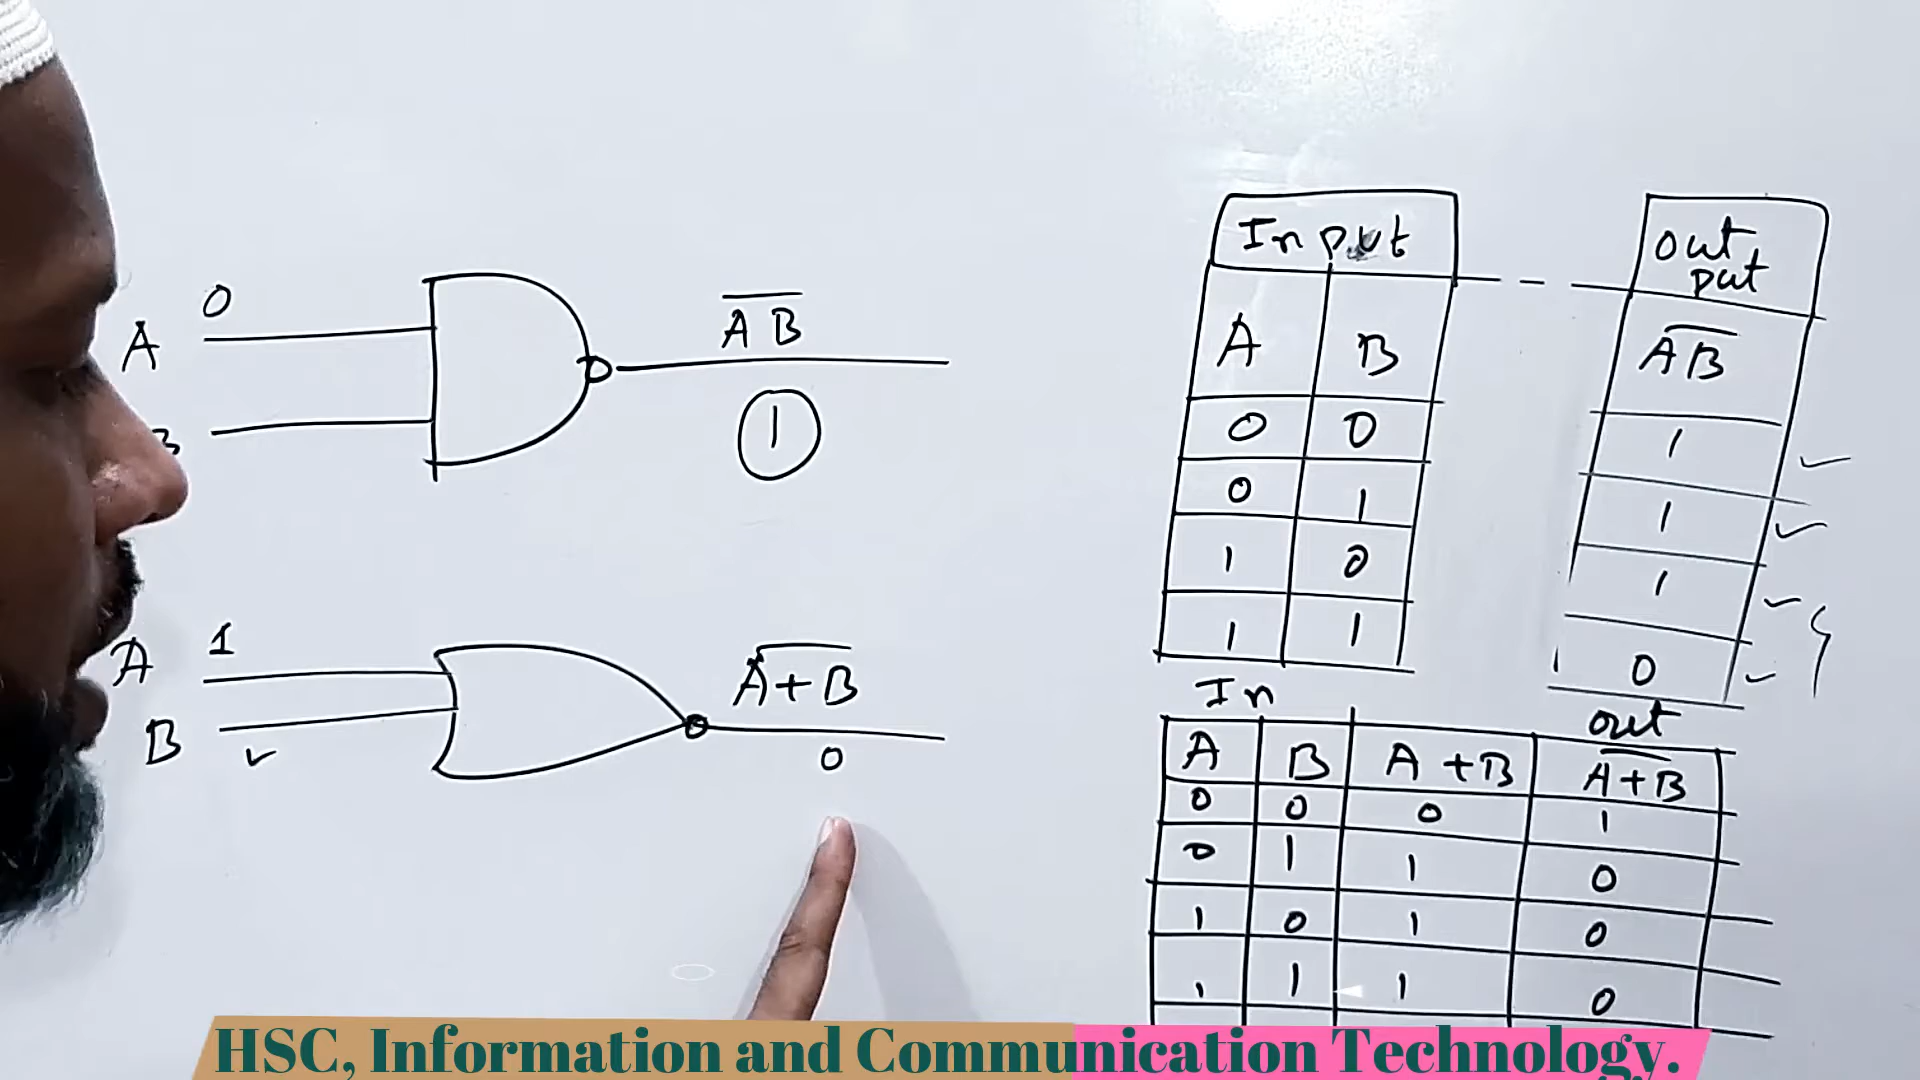 A 0
B
A̅B̅
1
A 1
B ✓
A̅+̅B̅
0
Input
output
A B A̅B̅
0 0 1 ✓
0 1 1 ✓
1 0 1 ✓
1 1 0 ✓
In
out
A B A+B A̅+̅B̅
0 0 0 1
0 1 1 0
1 0 1 0
1 1 1 0
HSC, Information and Communication Technology.